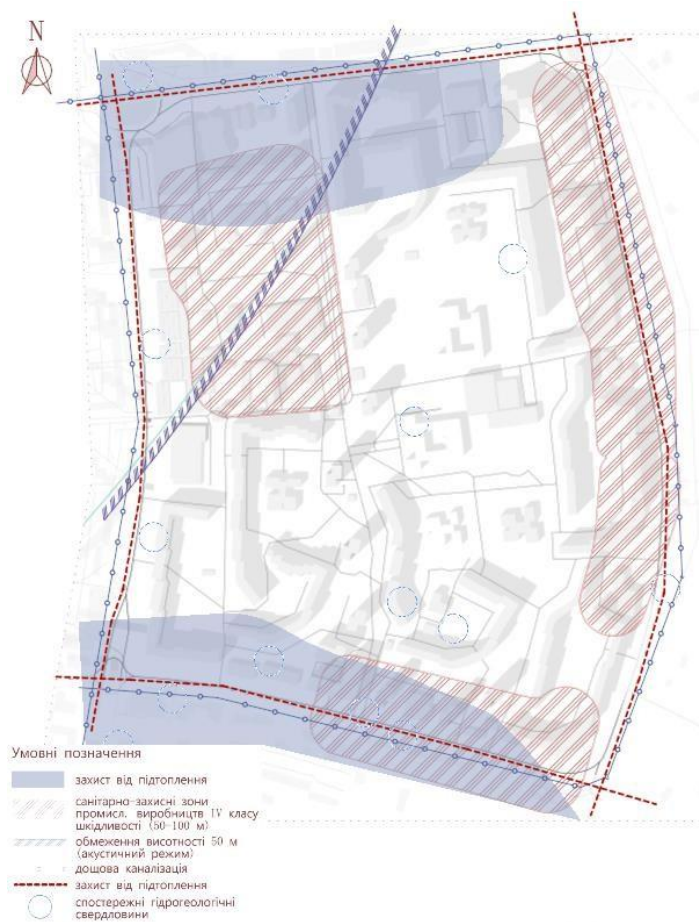 N
Умовні позначення
захист від підтоплення
санітарно-захисні зони
промисл. виробництв IV класу
шкідливості (50-100 м)
обмеження висотності 50 м
(акустичний режим)
дощова каналізація
захист від підтоплення
спостережні гідрогеологічні
свердловини